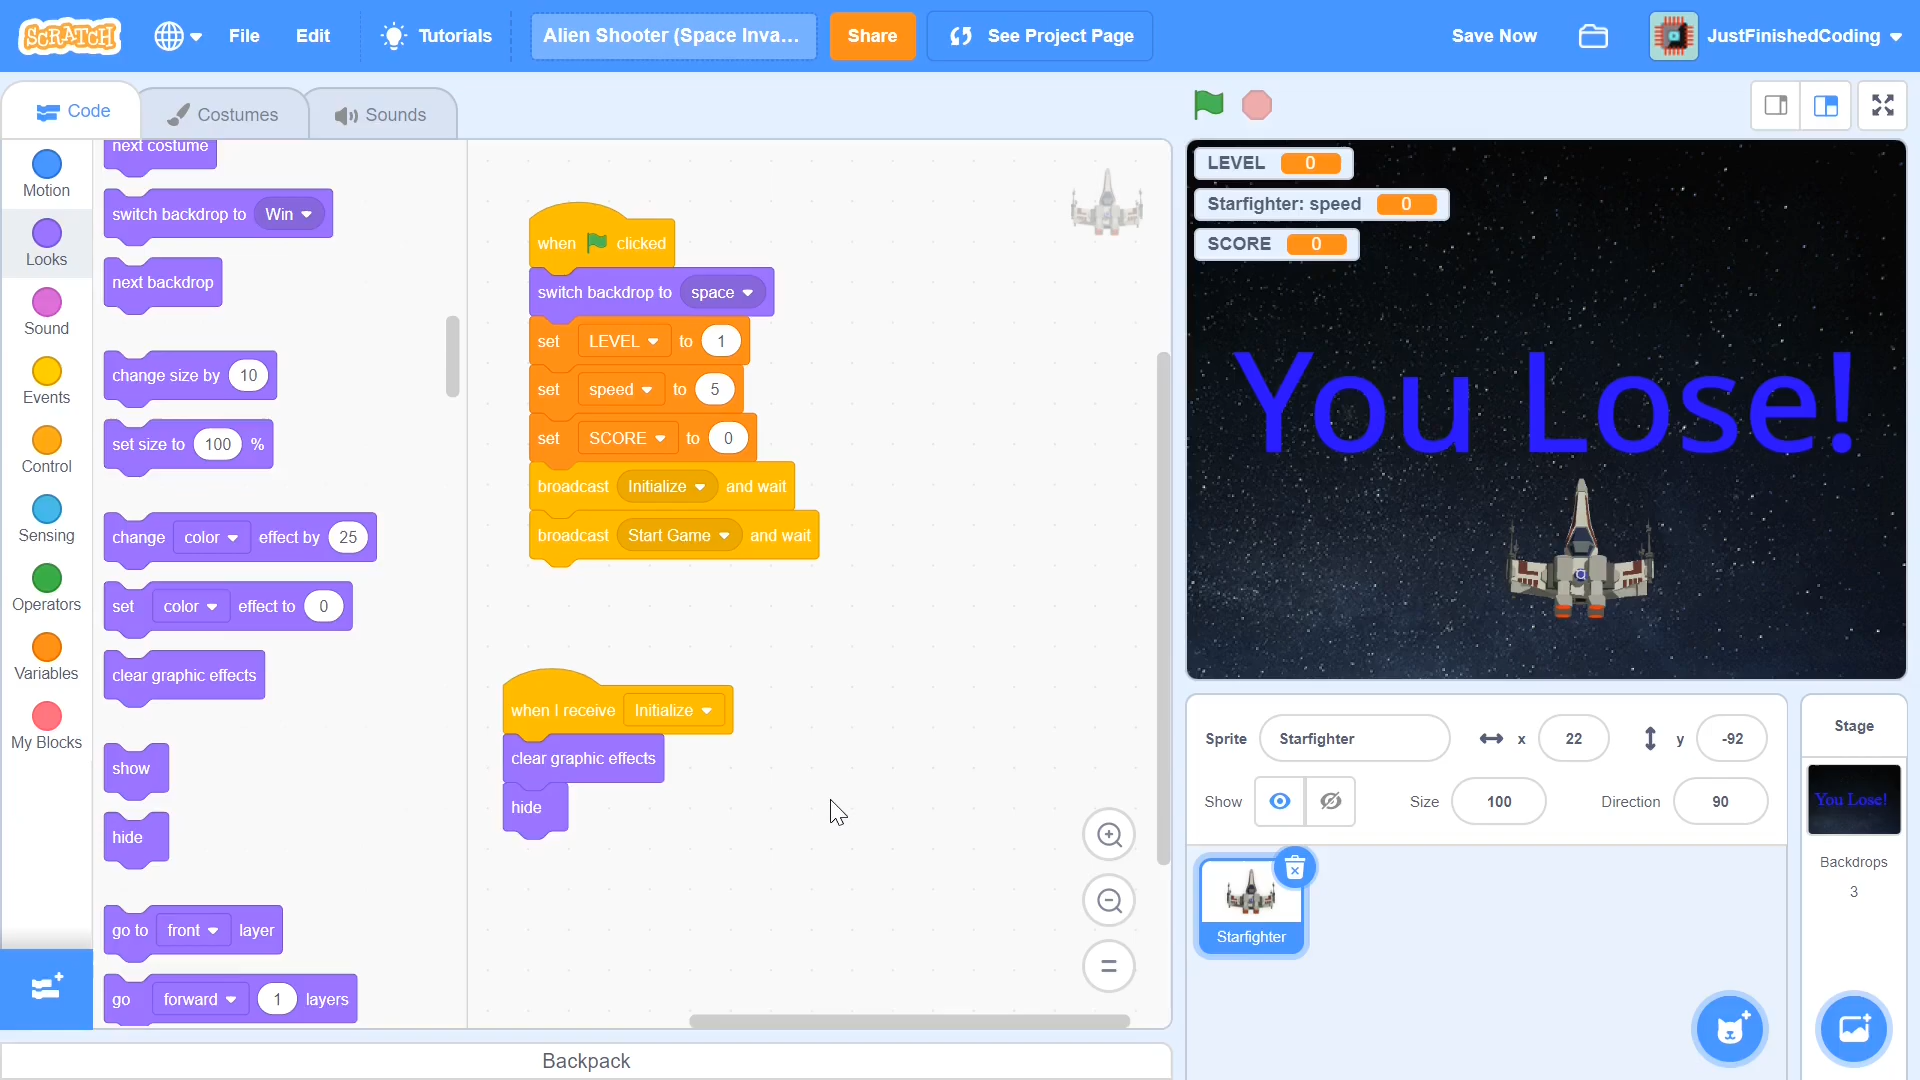 SCRATCH File Edit Tutorials Alien Shooter (Space Inva... Share See Project Page Save Now JustFinishedCoding
Code Costumes Sounds
Motion
Looks
Sound
Events
Control
Sensing
Operators
Variables
My Blocks
next costume
switch backdrop to Win
next backdrop
change size by 10
set size to 100 %
change color effect by 25
set color effect to 0
clear graphic effects
show
hide
go to front layer
go forward 1 layers
when clicked
switch backdrop to space
set LEVEL to 1
set speed to 5
set SCORE to 0
broadcast Initialize and wait
broadcast Start Game and wait
when I receive Initialize
clear graphic effects
hide
Backpack
LEVEL 0
Starfighter: speed 0
SCORE 0
You Lose!
Sprite Starfighter x 22 y -92
Show Size 100 Direction 90
Starfighter
Stage
You Lose!
Backdrops
3